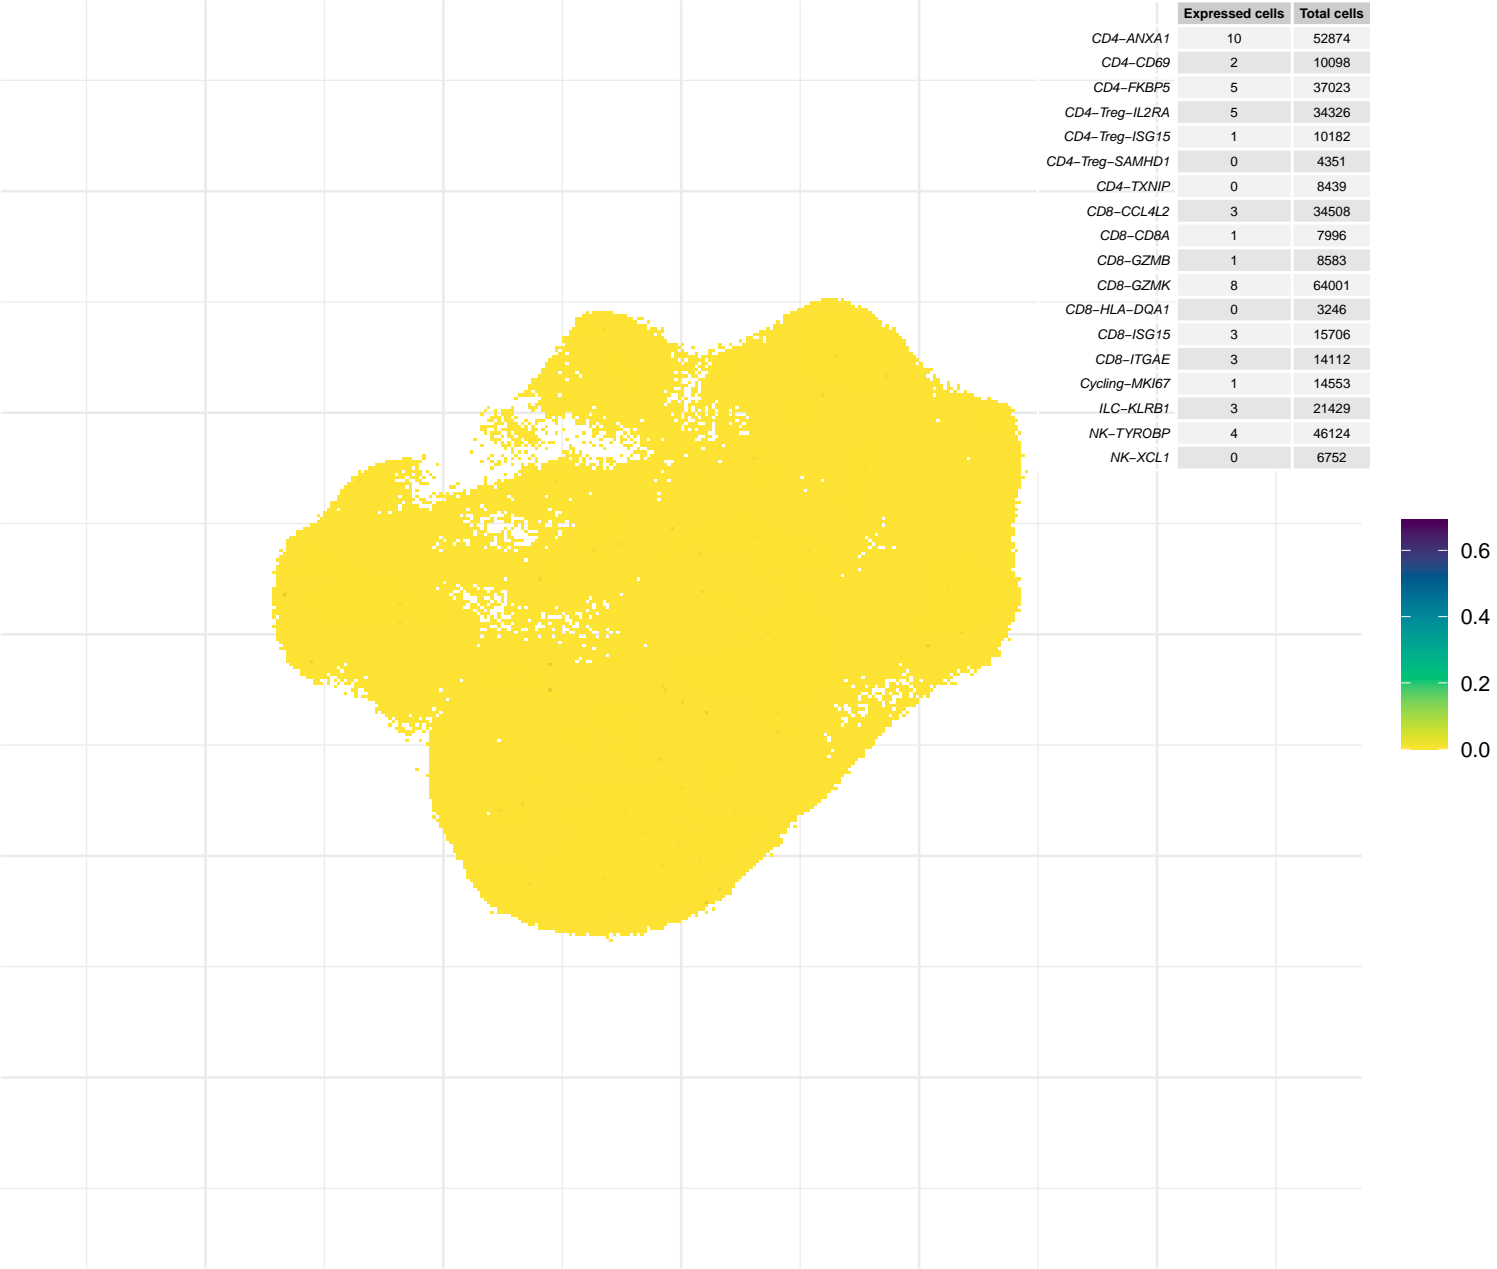 Expressed cells Total cells
CD4−ANXA1 10 52874
CD4−CD69 2 10098
CD4−FKBP5 5 37023
CD4−Treg−IL2RA 5 34326
CD4−Treg−ISG15 1 10182
CD4−Treg−SAMHD1 0 4351
CD4−TXNIP 0 8439
CD8−CCL4L2 3 34508
CD8−CD8A 1 7996
CD8−GZMB 1 8583
CD8−GZMK 8 64001
CD8−HLA−DQA1 0 3246
CD8−ISG15 3 15706
CD8−ITGAE 3 14112
Cycling−MKI67 1 14553
ILC−KLRB1 3 21429
NK−TYROBP 4 46124
NK−XCL1 0 6752
0.6
0.4
0.2
0.0